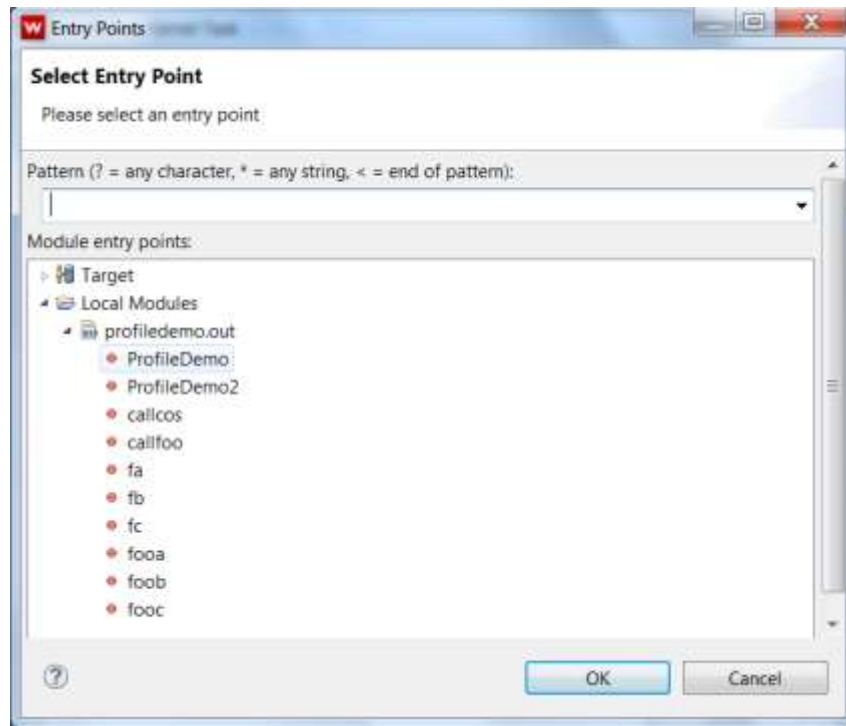 Entry Points
Select Entry Point
Please select an entry point
Pattern (? = any character, * = any string, < = end of pattern):
Module entry points:
Target
Local Modules
profiledemo.out
ProfileDemo
ProfileDemo2
callcos
callfoo
fa
fb
fc
fooa
foob
fooc
OK
Cancel